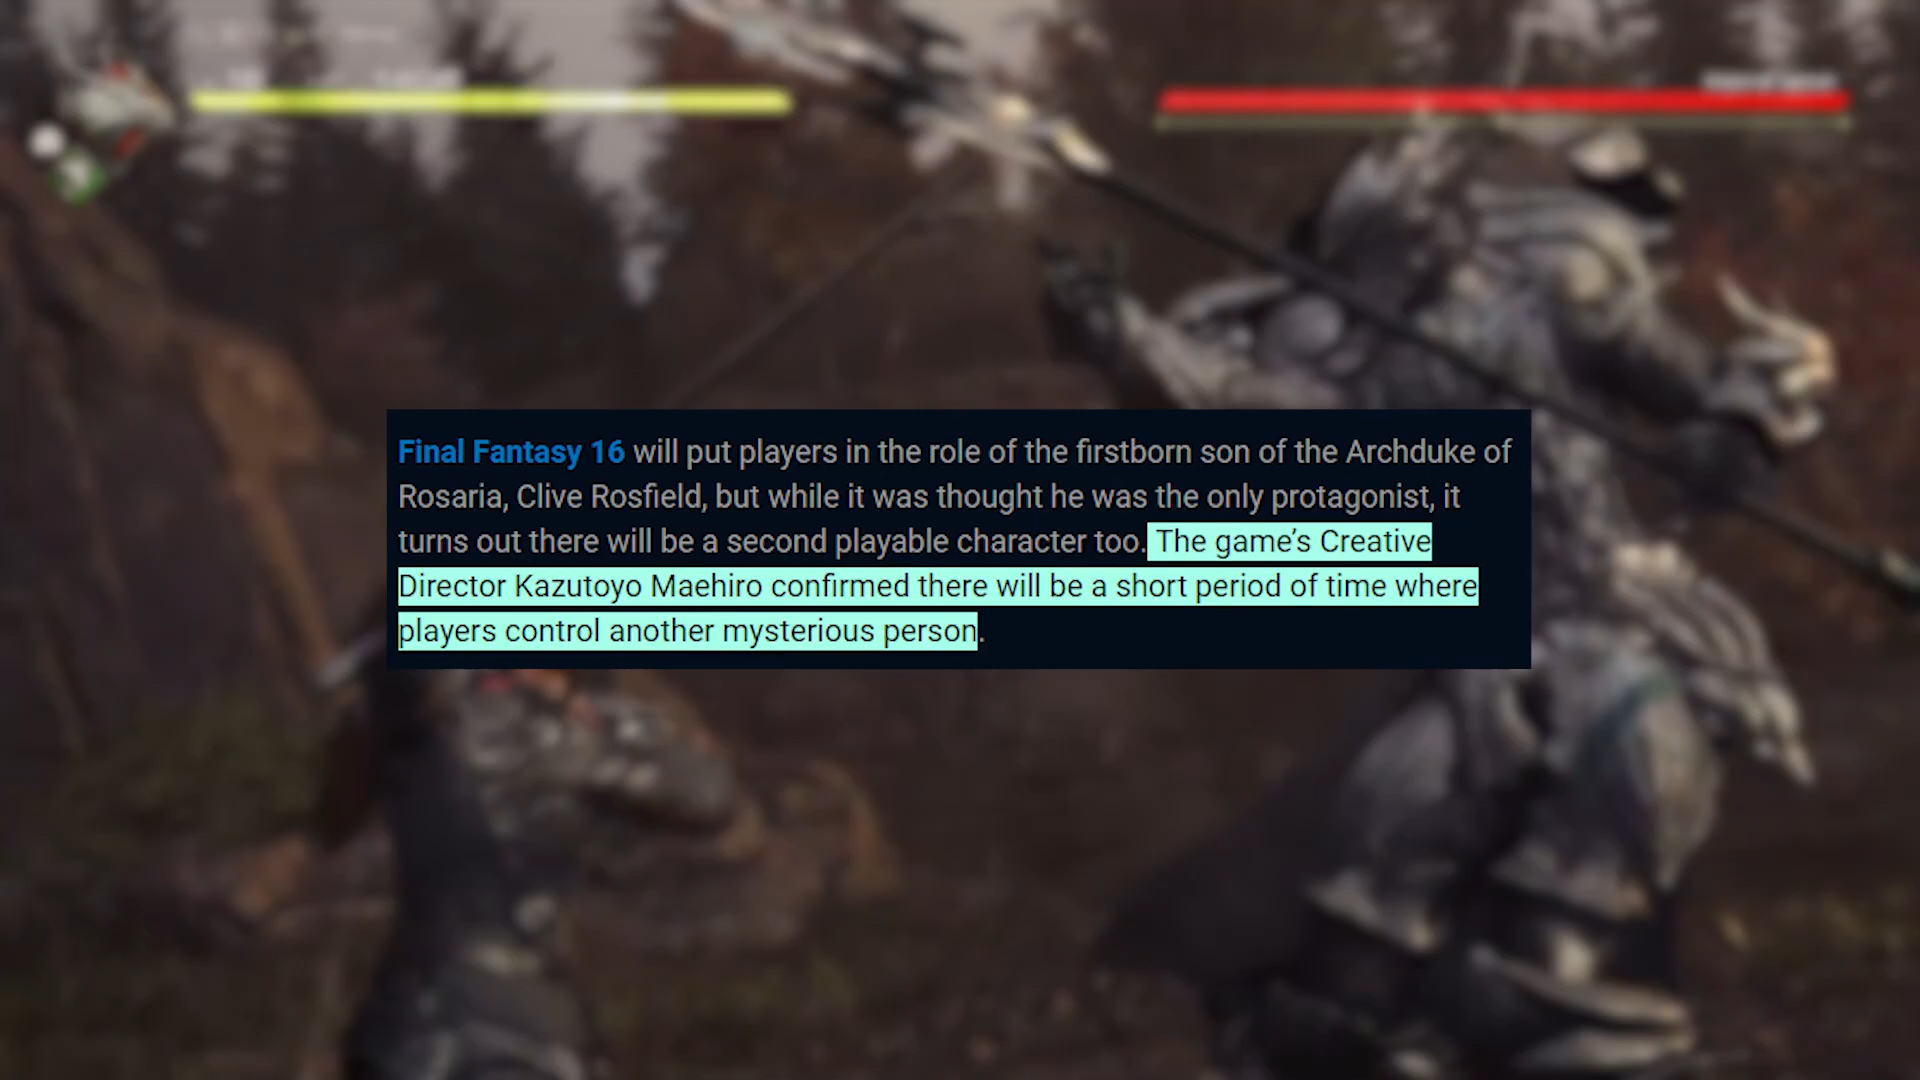 Final Fantasy 16 will put players in the role of the firstborn son of the Archduke of
Rosaria, Clive Rosfield, but while it was thought he was the only protagonist, it
turns out there will be a second playable character too. The game’s Creative
Director Kazutoyo Maehiro confirmed there will be a short period of time where
players control another mysterious person.